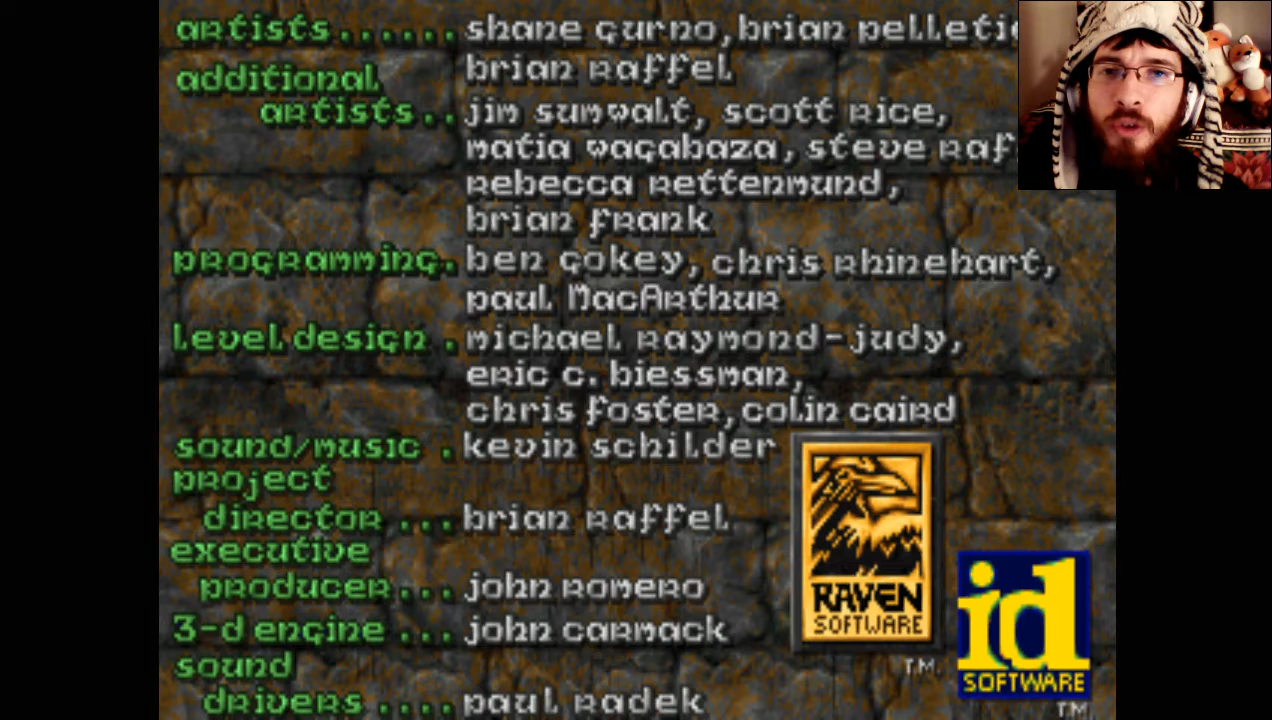 artists......shane gurno,brian pelletie
additional brian raffel
artists..jim sumwalt, scott rice,
matia wagabaza, steve raf
rebecca rettenmund,
brian frank
programming.ben gokey, chris rhinehart,
paul MacArthur
level design .michael raymond-judy,
eric c. biessman,
chris foster,colin caird
sound/music .kevin schilder
project
director ...brian raffel
executive
producer...john romero
3-d engine ...john carmack
sound
drivers ....paul radek
RAVEN
SOFTWARE
T.M.
id
SOFTWARE
TM